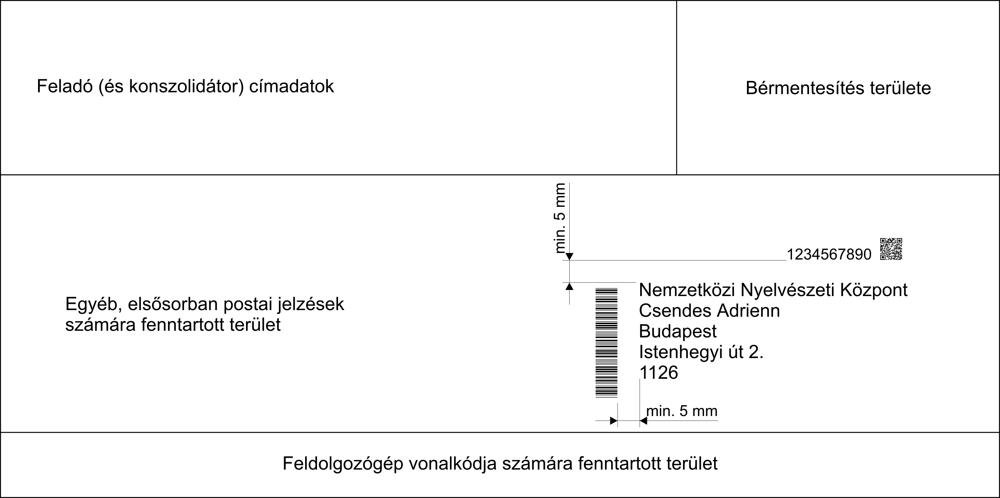 Feladó (és konszolidátor) címadatok
Bérmentesítés területe
min. 5 mm
1234567890
Egyéb, elsősorban postai jelzések
számára fenntartott terület
Nemzetközi Nyelvészeti Központ
Csendes Adrienn
Budapest
Istenhegyi út 2.
1126
min. 5 mm
Feldolgozógép vonalkódja számára fenntartott terület